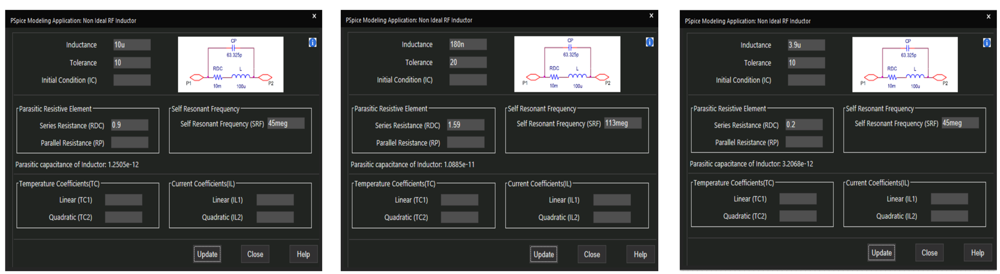 PSpice Modeling Application: Non Ideal RF Inductor
x
Inductance 10u
Tolerance 10
Initial Condition (IC)
CP
63.325p
RDC L
P1 P2
10m 100u
i
Parasitic Resistive Element
Series Resistance (RDC) 0.9
Parallel Resistance (RP)
Self Resonant Frequency
Self Resonant Frequency (SRF) 45meg
Parasitic capacitance of Inductor: 1.2505e-12
Temperature Coefficients(TC)
Linear (TC1)
Quadratic (TC2)
Current Coefficients(IL)
Linear (IL1)
Quadratic (IL2)
Update Close Help
PSpice Modeling Application: Non Ideal RF Inductor
x
Inductance 180n
Tolerance 20
Initial Condition (IC)
CP
63.325p
RDC L
P1 P2
10m 100u
i
Parasitic Resistive Element
Series Resistance (RDC) 1.59
Parallel Resistance (RP)
Self Resonant Frequency
Self Resonant Frequency (SRF) 113meg
Parasitic capacitance of Inductor: 1.0885e-11
Temperature Coefficients(TC)
Linear (TC1)
Quadratic (TC2)
Current Coefficients(IL)
Linear (IL1)
Quadratic (IL2)
Update Close Help
PSpice Modeling Application: Non Ideal RF Inductor
x
Inductance 3.9u
Tolerance 10
Initial Condition (IC)
CP
63.325p
RDC L
P1 P2
10m 100u
i
Parasitic Resistive Element
Series Resistance (RDC) 0.2
Parallel Resistance (RP)
Self Resonant Frequency
Self Resonant Frequency (SRF) 45meg
Parasitic capacitance of Inductor: 3.2068e-12
Temperature Coefficients(TC)
Linear (TC1)
Quadratic (TC2)
Current Coefficients(IL)
Linear (IL1)
Quadratic (IL2)
Update Close Help